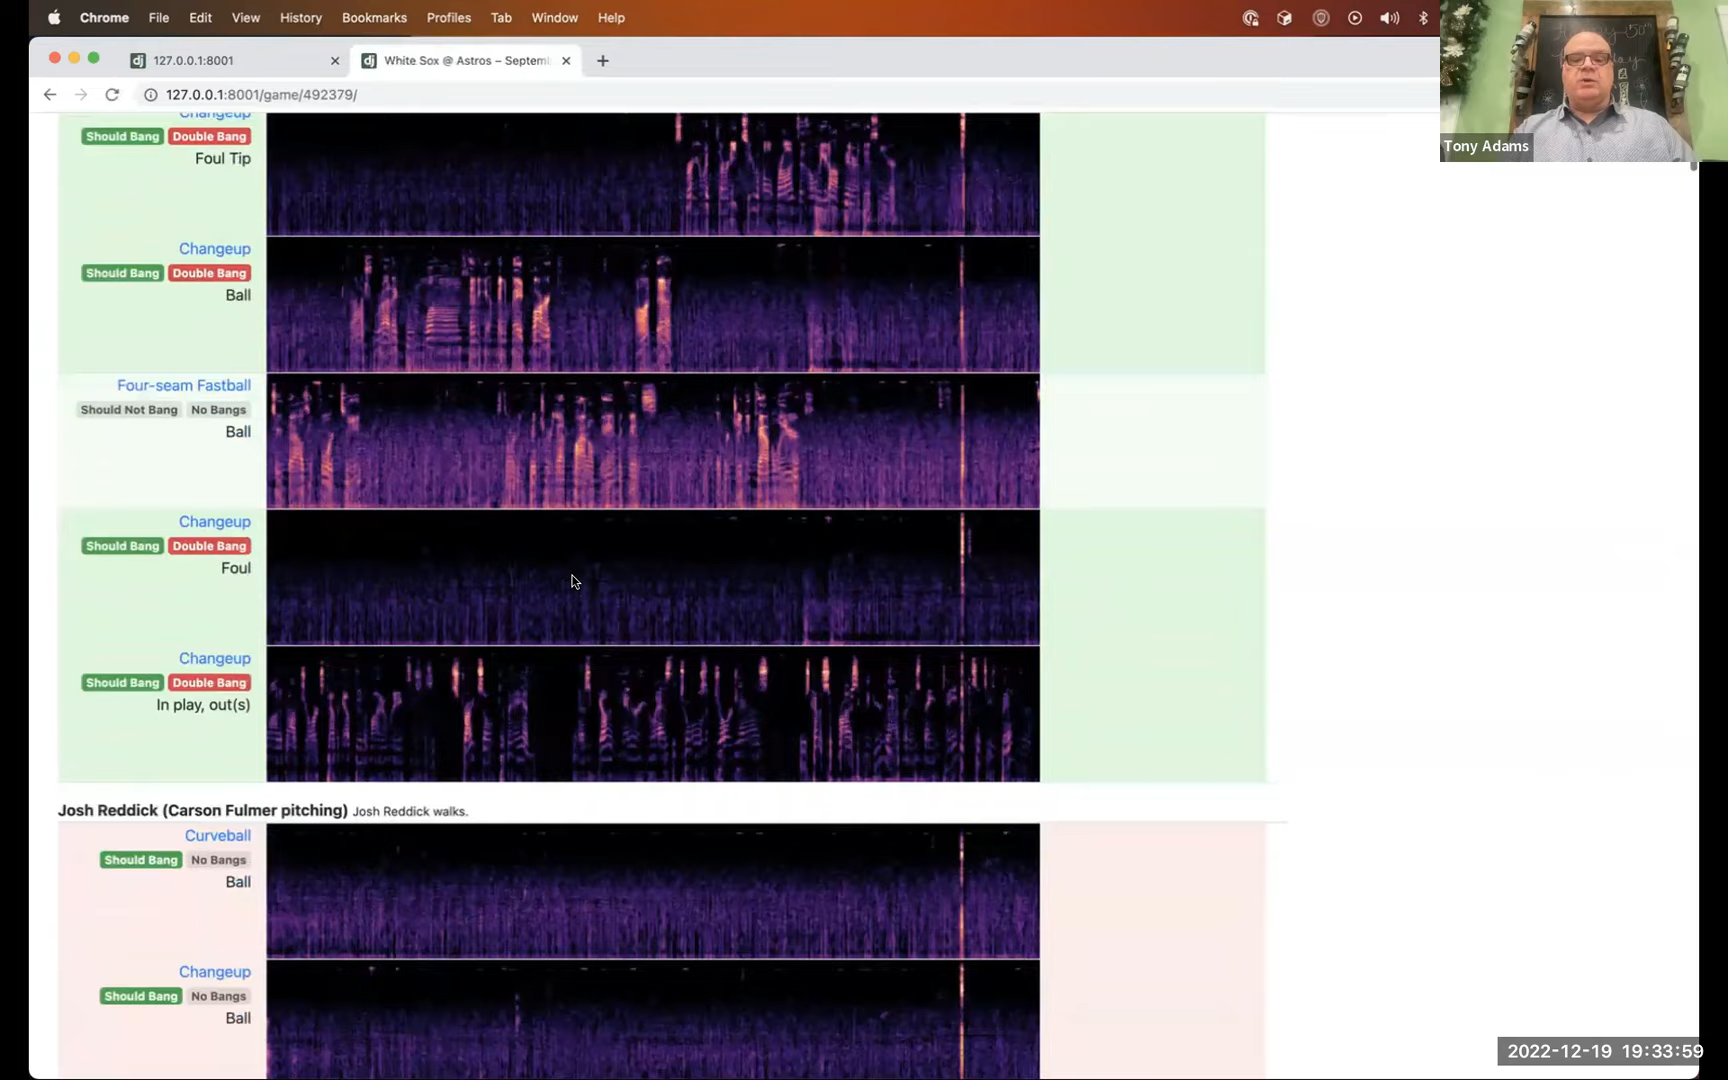 Chrome File Edit View History Bookmarks Profiles Tab Window Help
127.0.0.1:8001
White Sox @ Astros – Septem
127.0.0.1:8001/game/492379/
Tony Adams
Changeup
Should Bang Double Bang
Foul Tip
Changeup
Should Bang Double Bang
Ball
Four-seam Fastball
Should Not Bang No Bangs
Ball
Changeup
Should Bang Double Bang
Foul
Changeup
Should Bang Double Bang
In play, out(s)
Josh Reddick (Carson Fulmer pitching) Josh Reddick walks.
Curveball
Should Bang No Bangs
Ball
Changeup
Should Bang No Bangs
Ball
2022-12-19 19:33:59